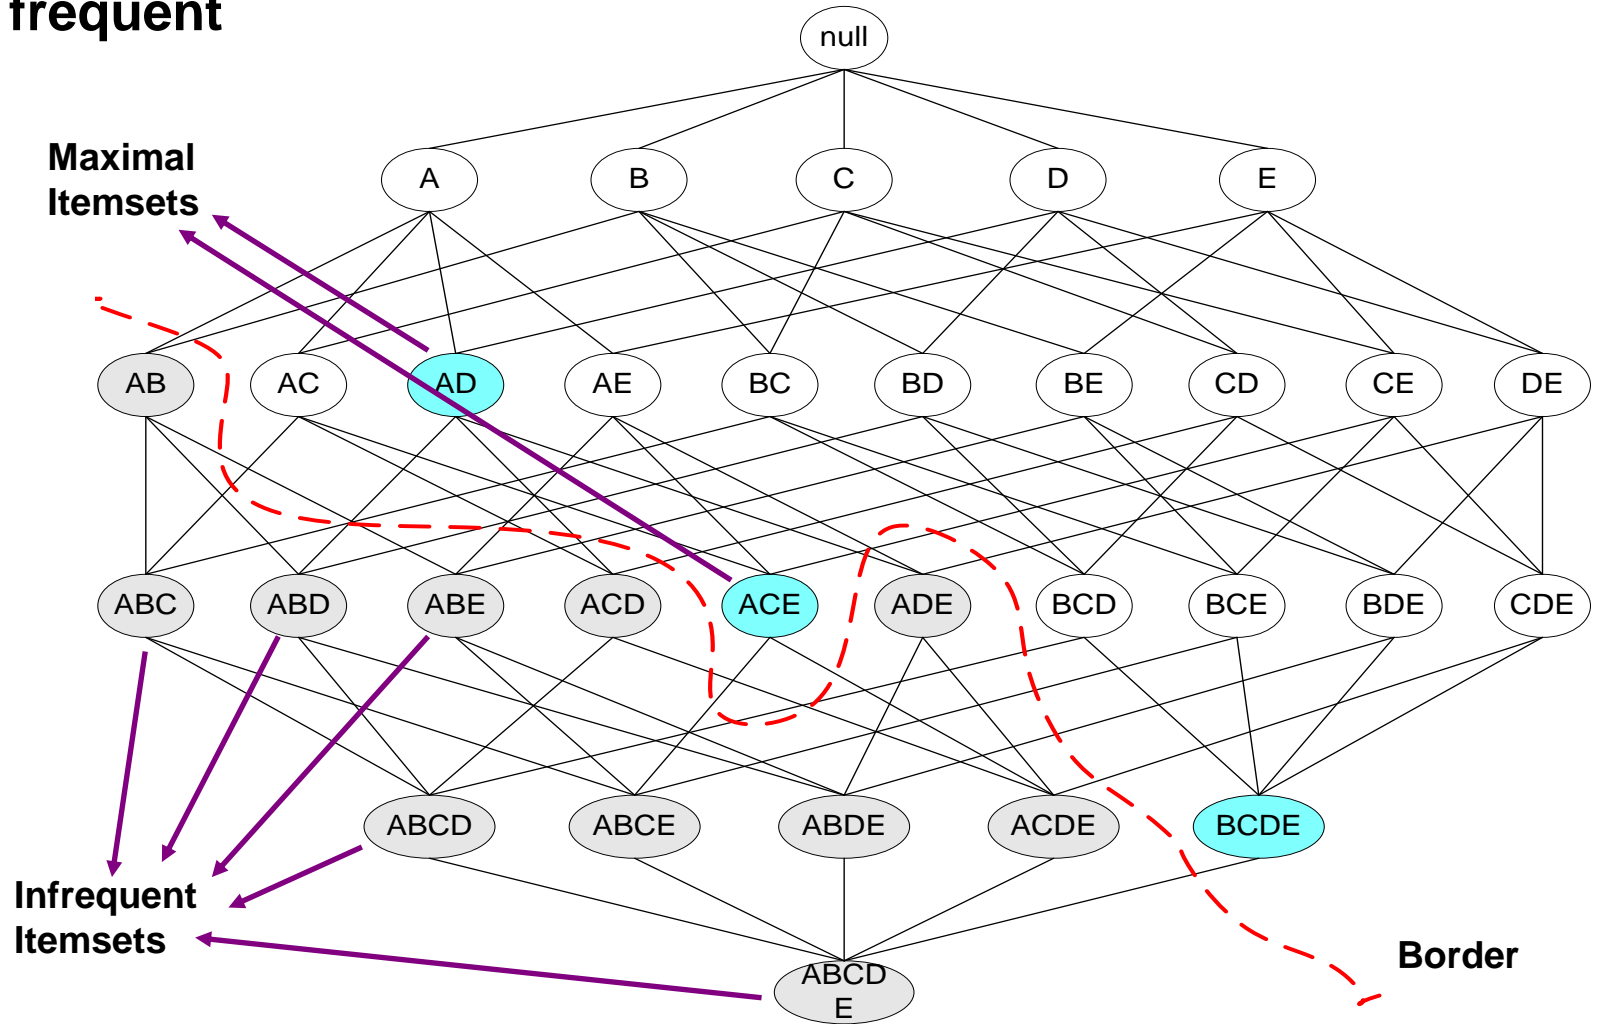 frequent
null
Maximal
Itemsets
A B C D E
AB AC AD AE BC BD BE CD CE DE
ABC ABD ABE ACD ACE ADE BCD BCE BDE CDE
ABCD ABCE ABDE ACDE BCDE
Infrequent
Itemsets
Border
ABCD
E